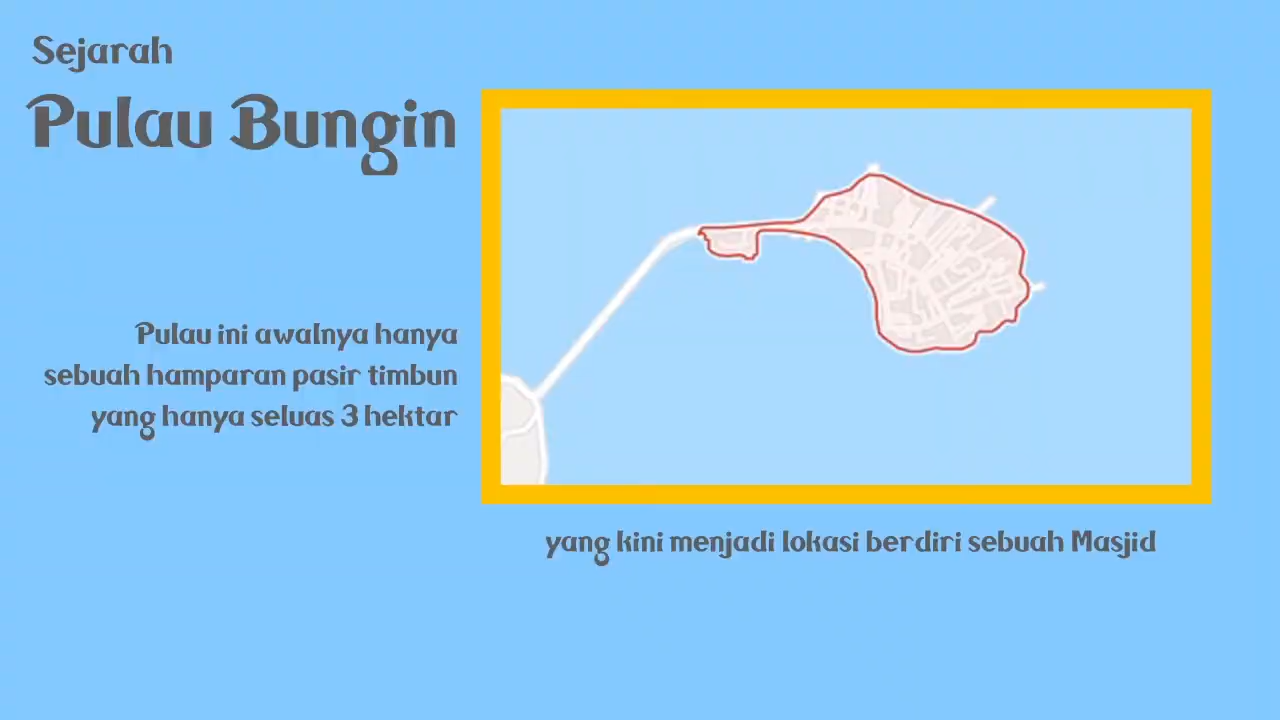 Sejarah
Pulau Bungin
Pulau ini awalnya hanya
sebuah hamparan pasir timbun
yang hanya seluas 3 hektar
yang kini menjadi lokasi berdiri sebuah Masjid